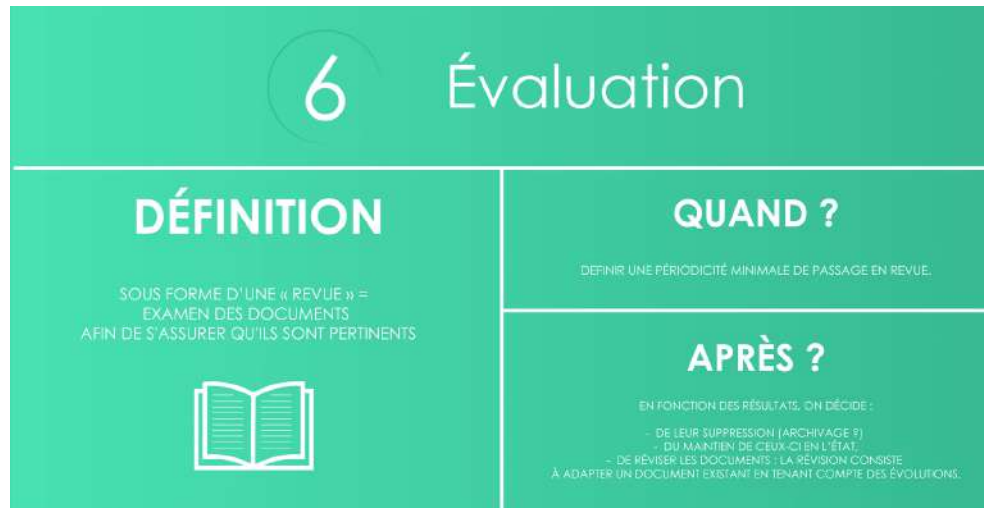 6 Évaluation
DÉFINITION
SOUS FORME D'UNE « REVUE » =
EXAMEN DES DOCUMENTS
AFIN DE S'ASSURER QU'ILS SONT PERTINENTS
QUAND ?
DEFINIR UNE PÉRIODICITÉ MINIMALE DE PASSAGE EN REVUE.
APRÈS ?
EN FONCTION DES RÉSULTATS, ON DÉCIDE :
- DE LEUR SUPPRESSION (ARCHIVAGE ?)
- DU MAINTIEN DE CEUX-CI EN L'ÉTAT,
- DE RÉVISER LES DOCUMENTS : LA RÉVISION CONSISTE
À ADAPTER UN DOCUMENT EXISTANT EN TENANT COMPTE DES ÉVOLUTIONS.